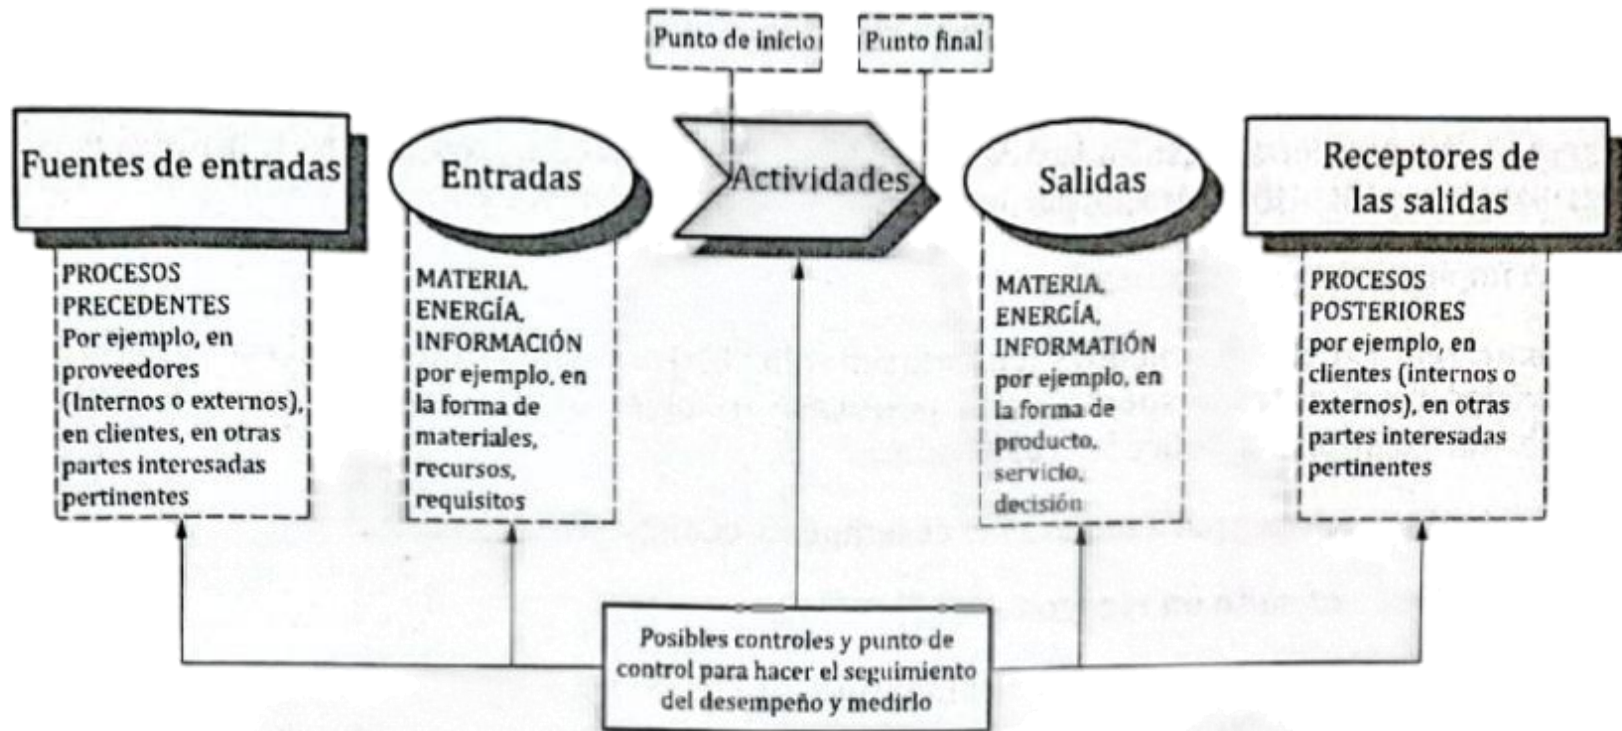 Punto de inicio
Punto final
Fuentes de entradas
Entradas
Actividades
Salidas
Receptores de
las salidas
PROCESOS
PRECEDENTES
Por ejemplo, en
proveedores
(Internos o externos),
en clientes, en otras
partes interesadas
pertinentes
MATERIA,
ENERGÍA,
INFORMACIÓN
por ejemplo, en
la forma de
materiales,
recursos,
requisitos
MATERIA,
ENERGÍA,
INFORMATIÓN
por ejemplo, en
la forma de
producto,
servicio,
decisión
PROCESOS
POSTERIORES
por ejemplo, en
clientes (internos o
externos), en otras
partes interesadas
pertinentes
Posibles controles y punto de
control para hacer el seguimiento
del desempeño y medirlo